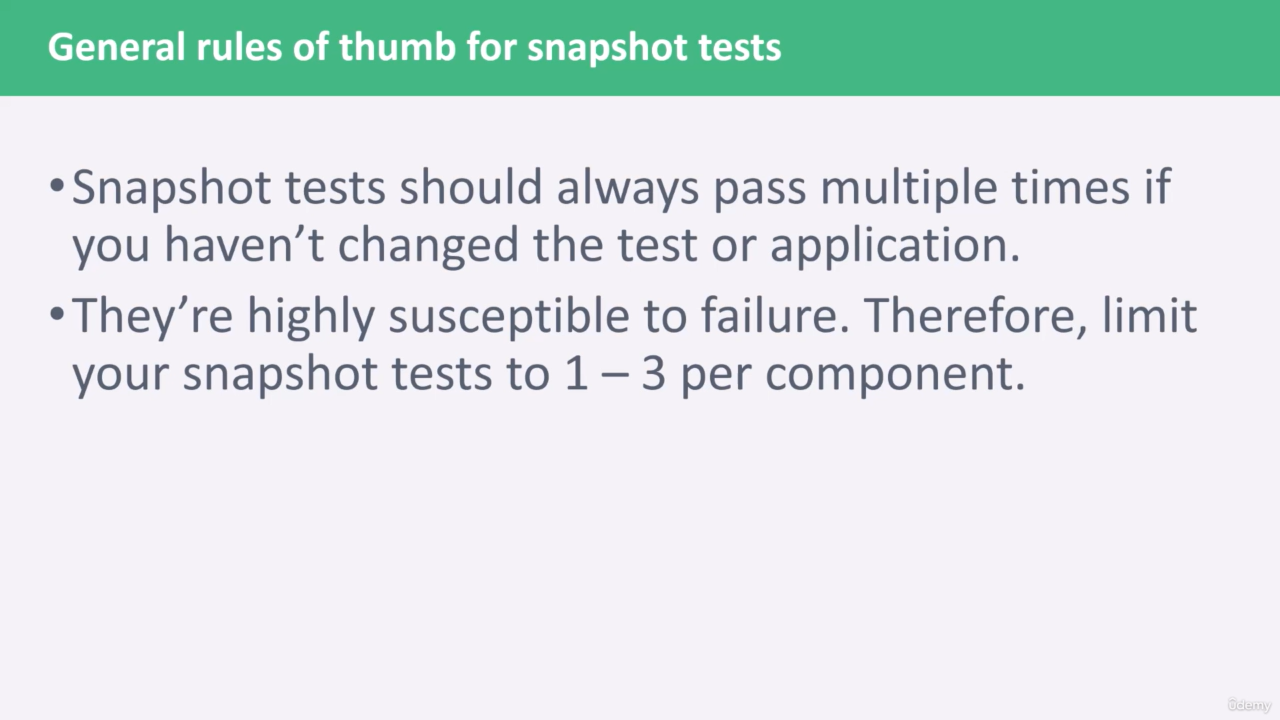 General rules of thumb for snapshot tests
•Snapshot tests should always pass multiple times if
you haven’t changed the test or application.
•They’re highly susceptible to failure. Therefore, limit
your snapshot tests to 1 – 3 per component.
ûdemy